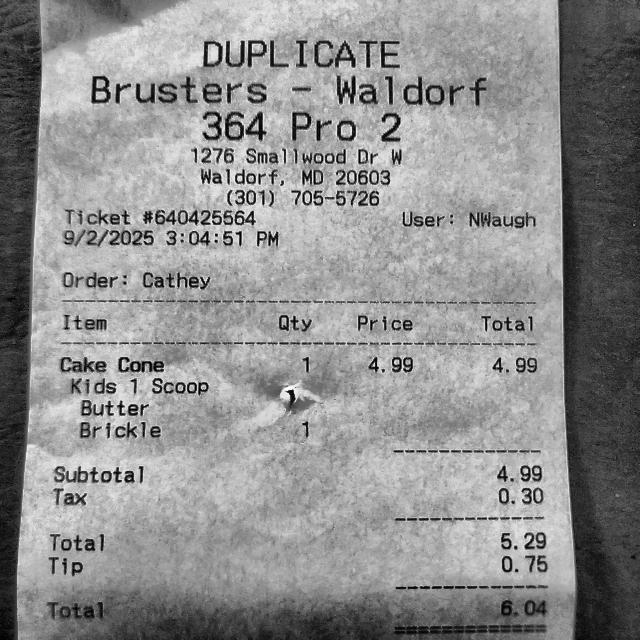 DUPLICATE
Brusters - Waldorf
364 Pro 2
1276 Smallwood Dr W
Waldorf, MD 20603
(301) 705-5726
Ticket #640425564 User: NWaugh
9/2/2025 3:04:51 PM
Order: Cathey
Item Qty Price Total
Cake Cone 1 4.99 4.99
Kids 1 Scoop 1
Butter
Brickle 1
Subtotal 4.99
Tax 0.30
Total 5.29
Tip 0.75
Total 6.04